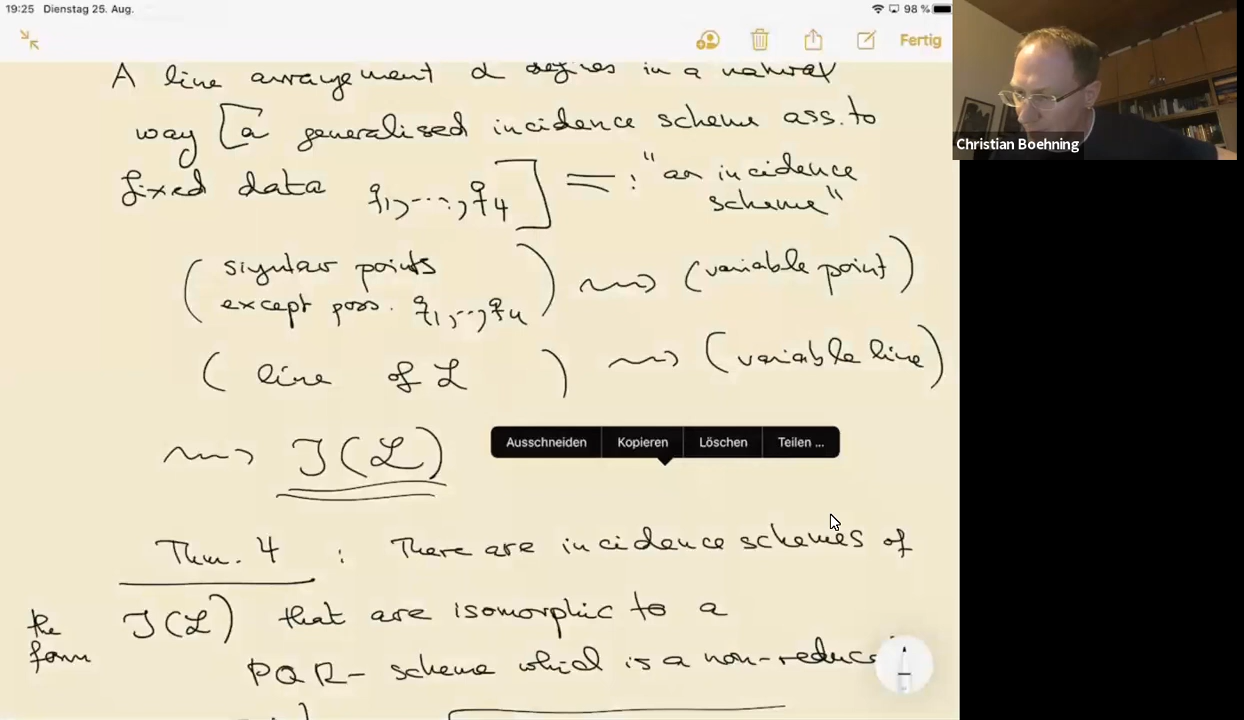 19:25 Dienstag 25. Aug.
98 %
Fertig
A line arrangement L defines in a natural
way [a generalised incidence scheme ass. to
fixed data q1,...,q4] =: "an incidence
scheme"
(singular points
except poss. q1,..,q4) ⟿ (variable point)
(line of L) ⟿ (variable line)
⟿ J(L)
Ausschneiden Kopieren Löschen Teilen ...
Thm. 4 : There are incidence schemes of
the form J(L) that are isomorphic to a
PQR- scheme which is a non-reduc
Christian Boehning